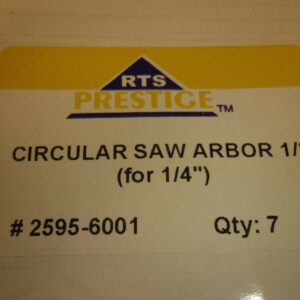 RTS
PRESTIGE™
CIRCULAR SAW ARBOR
(for 1/4")
# 2595-6001 Qty: 7